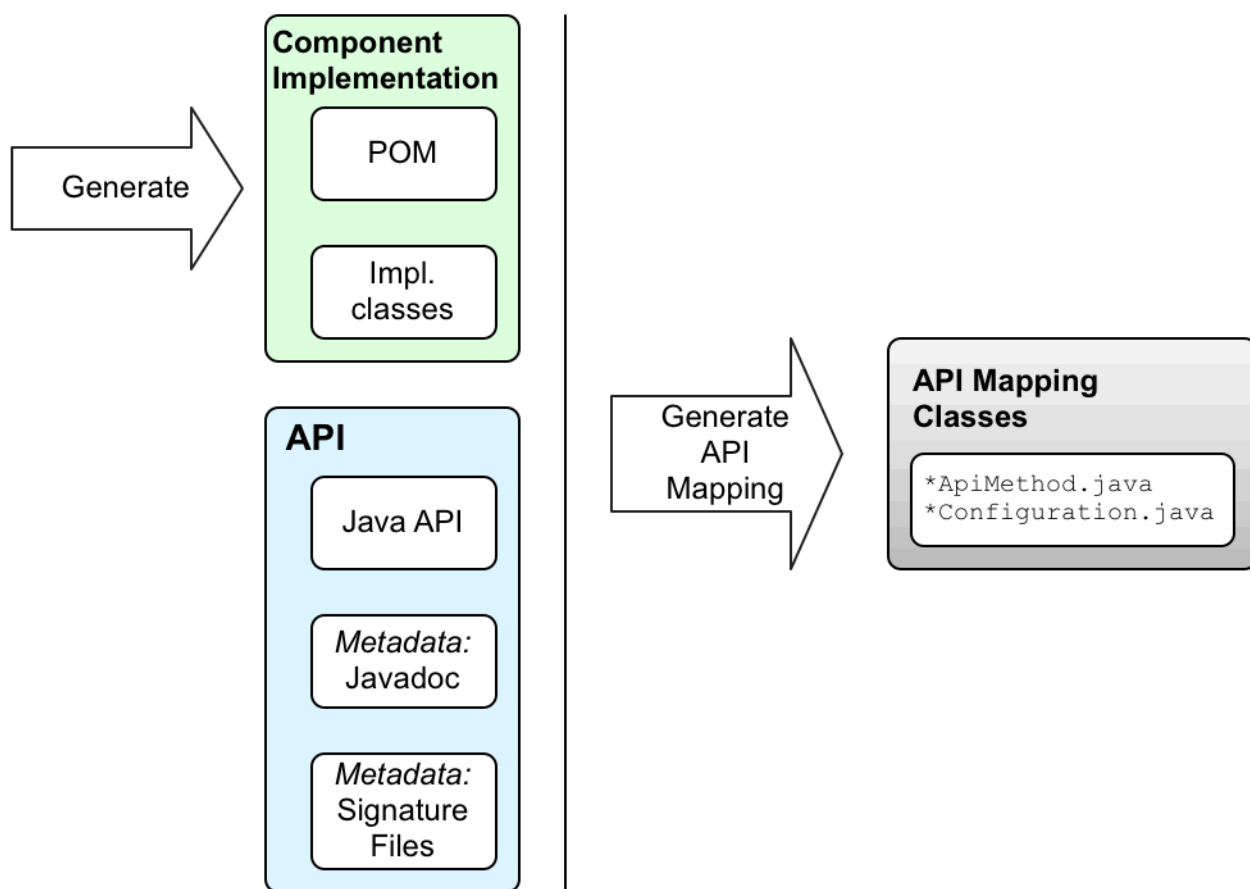 Component
Implementation
POM
Generate
Impl.
classes
API
Java API
Metadata:
Javadoc
Metadata:
Signature
Files
Generate
API
Mapping
API Mapping
Classes
*ApiMethod.java
*Configuration.java